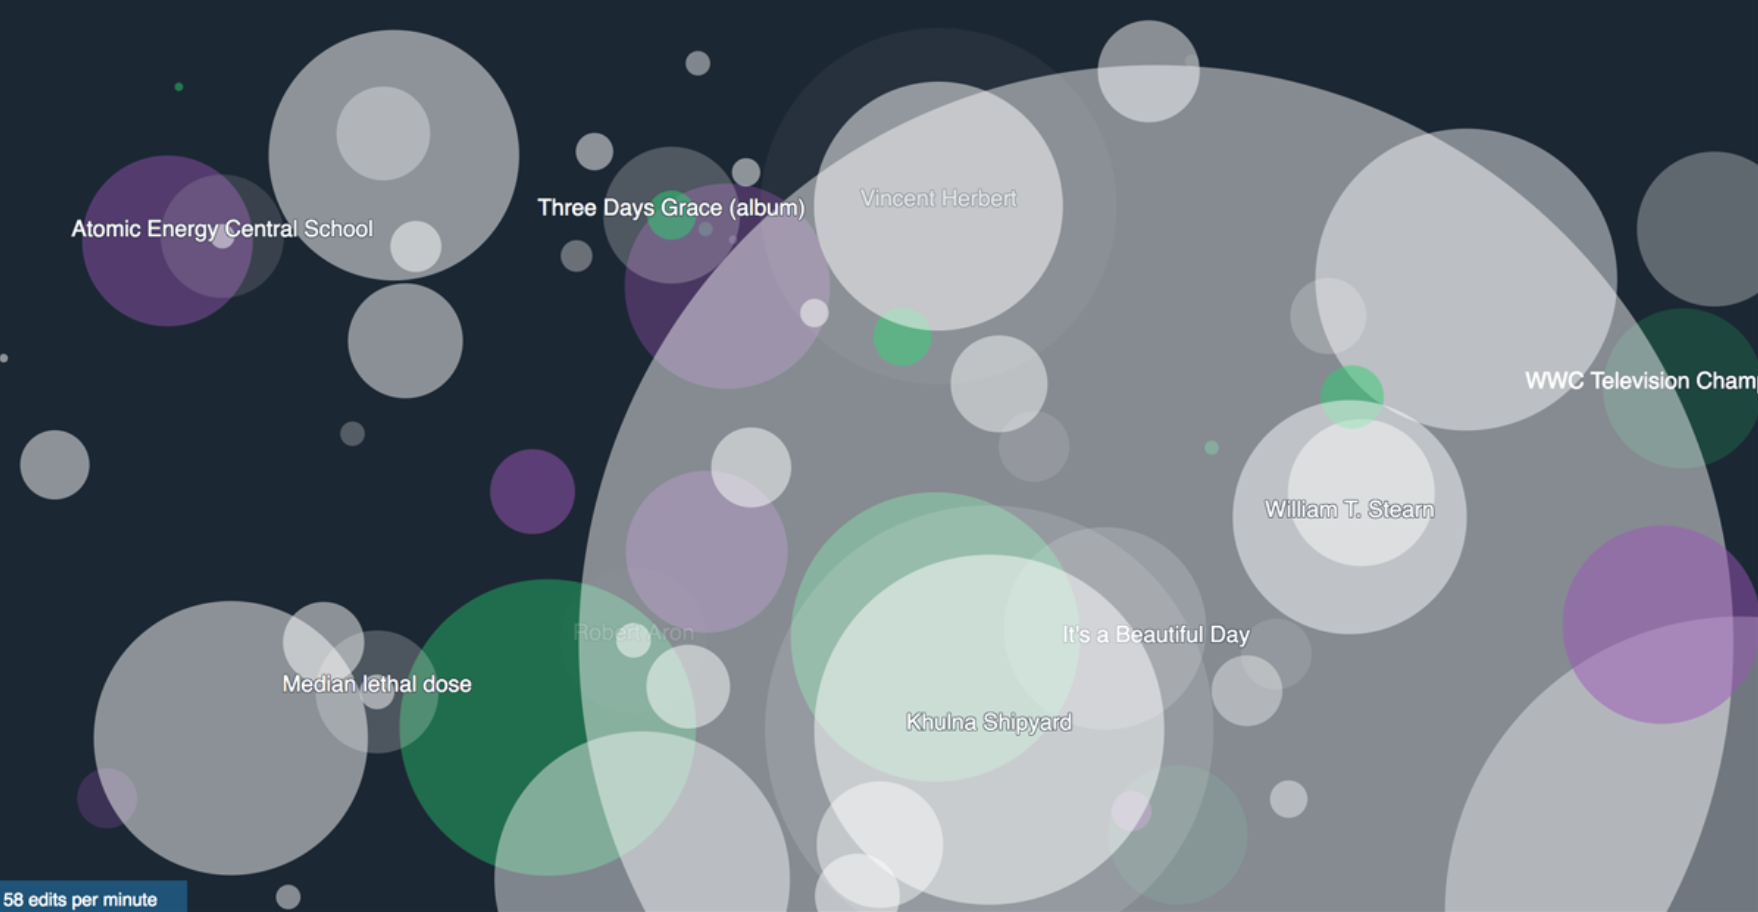 Vincent Herbert
Three Days Grace (album)
Atomic Energy Central School
WWC Television Cham
William T. Stearn
Robert Aron
It's a Beautiful Day
Median lethal dose
Khulna Shipyard
58 edits per minute